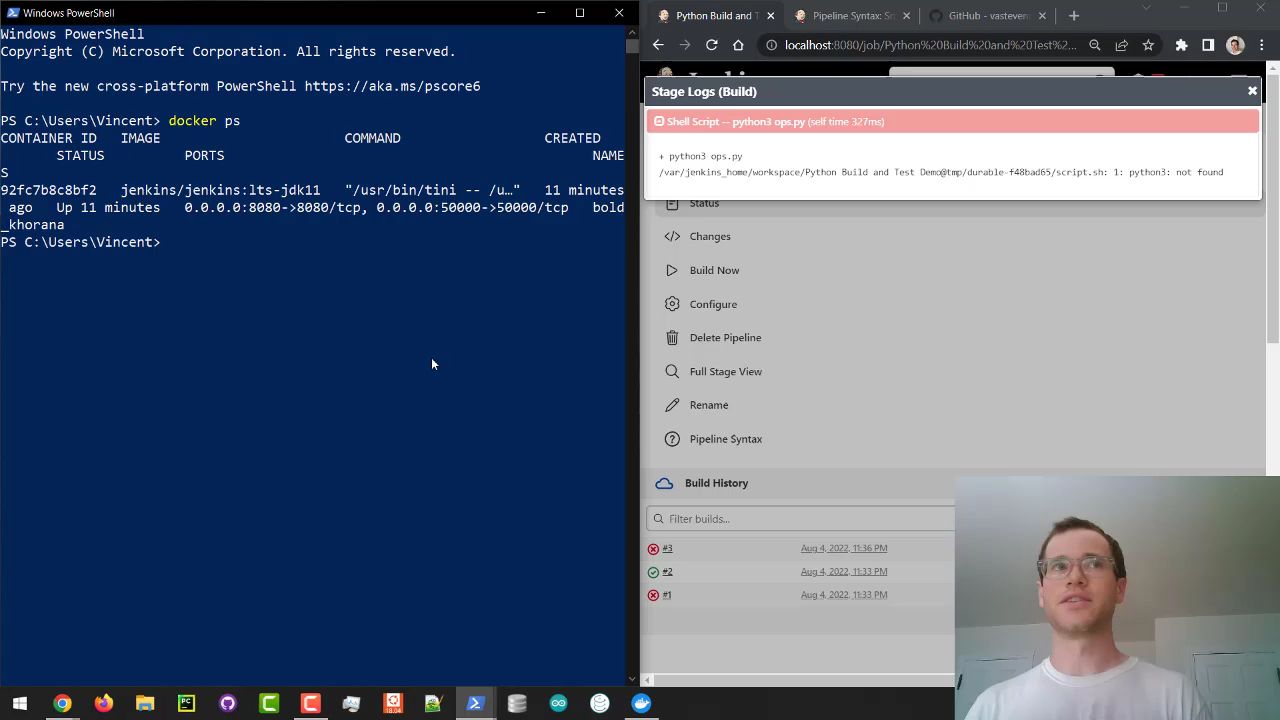 Windows PowerShell
Windows PowerShell
Copyright (C) Microsoft Corporation. All rights reserved.
Try the new cross-platform PowerShell https://aka.ms/pscore6
PS C:\Users\Vincent> docker ps
CONTAINER ID   IMAGE                     COMMAND                  CREATED
STATUS          PORTS                                              NAME
S
92fc7b8c8bf2   jenkins/jenkins:lts-jdk11   "/usr/bin/tini -- /u…"   11 minutes
ago   Up 11 minutes   0.0.0.0:8080->8080/tcp, 0.0.0.0:50000->50000/tcp   bold
_khorana
PS C:\Users\Vincent>
Python Build and T
Pipeline Syntax: Sn
GitHub - vasteven
localhost:8080/job/Python%20Build%20and%20Test%2...
Stage Logs (Build)
Shell Script -- python3 ops.py (self time 327ms)
+ python3 ops.py
/var/jenkins_home/workspace/Python Build and Test Demo@tmp/durable-f48bad65/script.sh: 1: python3: not found
Status
Changes
Build Now
Configure
Delete Pipeline
Full Stage View
Rename
Pipeline Syntax
Build History
Filter builds...
#3 Aug 4, 2022, 11:36 PM
#2 Aug 4, 2022, 11:33 PM
#1 Aug 4, 2022, 11:33 PM
PC
18.04